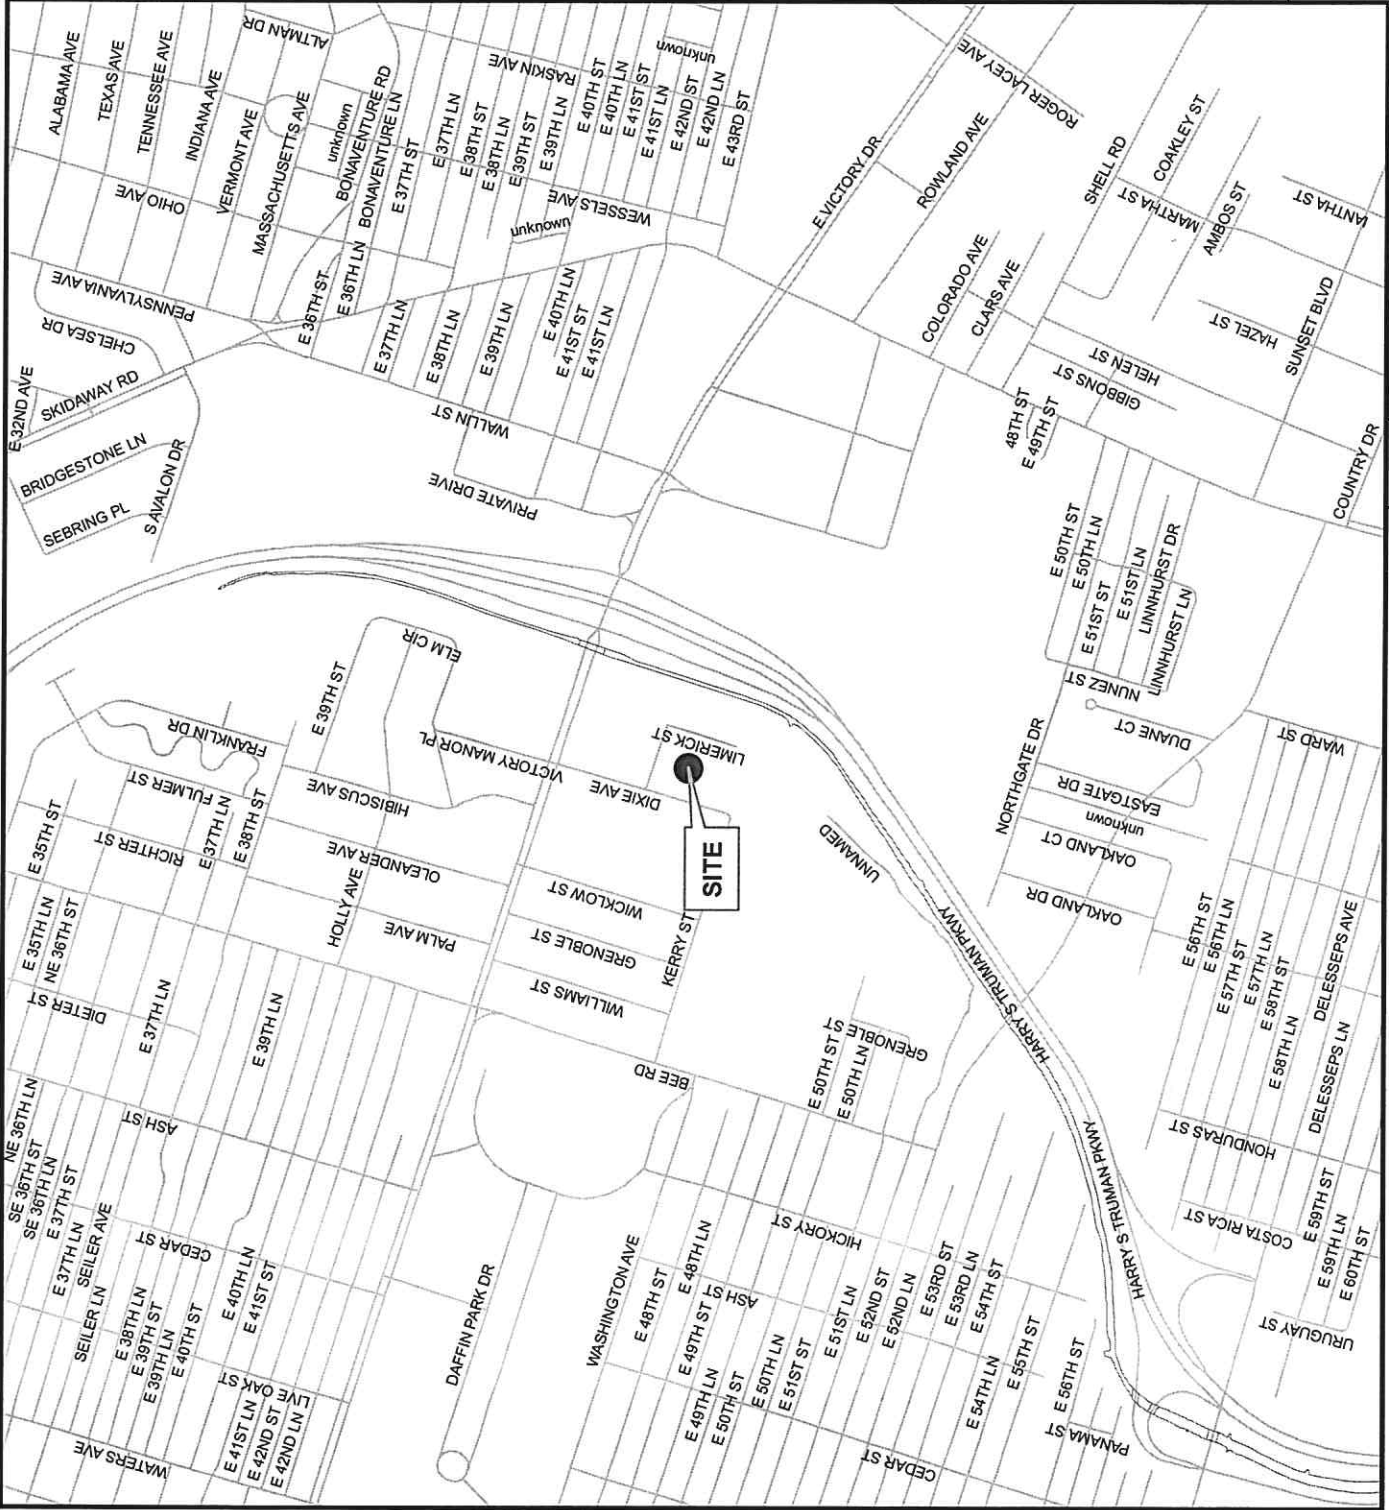 ALABAMA AVE
TEXAS AVE
TENNESSEE AVE
INDIANA AVE
VERMONT AVE
MASSACHUSETTS AVE
ALTMAN DR
OHIO AVE
unknown
BONAVENTURE RD
BONAVENTURE LN
E 37TH ST
E 37TH LN
E 38TH ST
E 38TH LN
E 39TH ST
E 39TH LN
RASKIN AVE
E 40TH ST
E 40TH LN
E 41ST ST
E 41ST LN
E 42ND ST
E 42ND LN
E 43RD ST
unknown
WESSELS AVE
unknown
E VICTORY DR
ROWLAND AVE
ROGER LACEY AVE
SHELL RD
COAKLEY ST
MARTHA ST
AMBOS ST
IANTHA ST
HAZEL ST
SUNSET BLVD
COLORADO AVE
CLARS AVE
HELEN ST
GIBBONS ST
48TH ST
E 49TH ST
COUNTRY DR
PENNSYLVANIA AVE
CHELSEA DR
E 32ND AVE
SKIDAWAY RD
BRIDGESTONE LN
SEBRING PL
S AVALON DR
E 36TH ST
E 36TH LN
E 37TH LN
E 38TH LN
E 39TH LN
E 40TH LN
E 41ST ST
E 41ST LN
WALLIN ST
PRIVATE DRIVE
E 50TH ST
E 50TH LN
E 51ST ST
E 51ST LN
LINNHURST DR
LINNHURST LN
NUNEZ ST
DUANE CT
WARD ST
NORTHGATE DR
EASTGATE DR
unknown
OAKLAND CT
OAKLAND DR
ELM CIR
E 39TH ST
FRANKLIN DR
FULMER ST
HIBISCUS AVE
VICTORY MANOR PL
LIMERICK ST
DIXIE AVE
SITE
UNNAMED
E 35TH ST
RICHTER ST
E 37TH LN
E 38TH ST
OLEANDER AVE
HOLLY AVE
PALM AVE
WICKLOW ST
GRENOBLE ST
WILLIAMS ST
KERRY ST
E 35TH LN
NE 36TH ST
DIETER ST
E 37TH LN
E 39TH LN
BEE RD
E 50TH ST
E 50TH LN
GRENOBLE ST
HARRY S TRUMAN PKWY
HARRY S TRUMAN PKWY
HARRY S TRUMAN PKWY
HARRY S TRUMAN PKWY
E 56TH ST
E 56TH LN
E 57TH ST
E 57TH LN
E 58TH ST
E 58TH LN
DELESSEPS AVE
DELESSEPS LN
HONDURAS ST
COSTA RICA ST
E 59TH ST
E 59TH LN
E 60TH ST
URUGUAY ST
NE 36TH LN
SE 36TH ST
SE 36TH LN
E 37TH ST
E 37TH LN
SEILER AVE
SEILER LN
ASH ST
CEDAR ST
E 38TH LN
E 39TH ST
E 39TH LN
E 40TH ST
E 40TH LN
E 41ST ST
LIVE OAK ST
E 41ST LN
E 42ND ST
E 42ND LN
WATERS AVE
DAFFIN PARK DR
WASHINGTON AVE
E 48TH ST
E 48TH LN
E 49TH ST
E 49TH LN
E 50TH ST
E 50TH LN
E 51ST ST
ASH ST
HICKORY ST
E 51ST LN
E 52ND ST
E 52ND LN
E 53RD ST
E 53RD LN
E 54TH ST
E 54TH LN
E 55TH ST
E 56TH ST
PANAMA ST
CEDAR ST